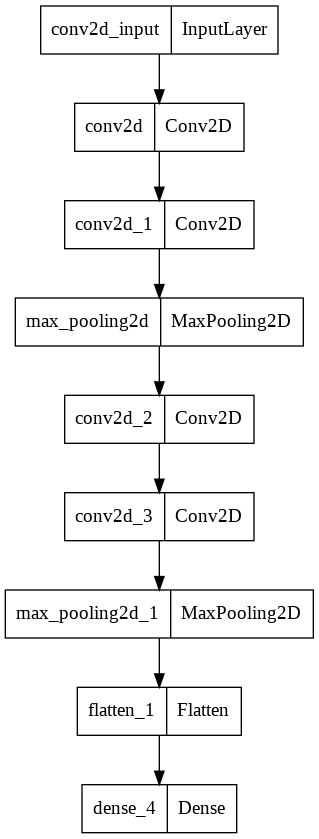 conv2d_input InputLayer
conv2d Conv2D
conv2d_1 Conv2D
max_pooling2d MaxPooling2D
conv2d_2 Conv2D
conv2d_3 Conv2D
max_pooling2d_1 MaxPooling2D
flatten_1 Flatten
dense_4 Dense